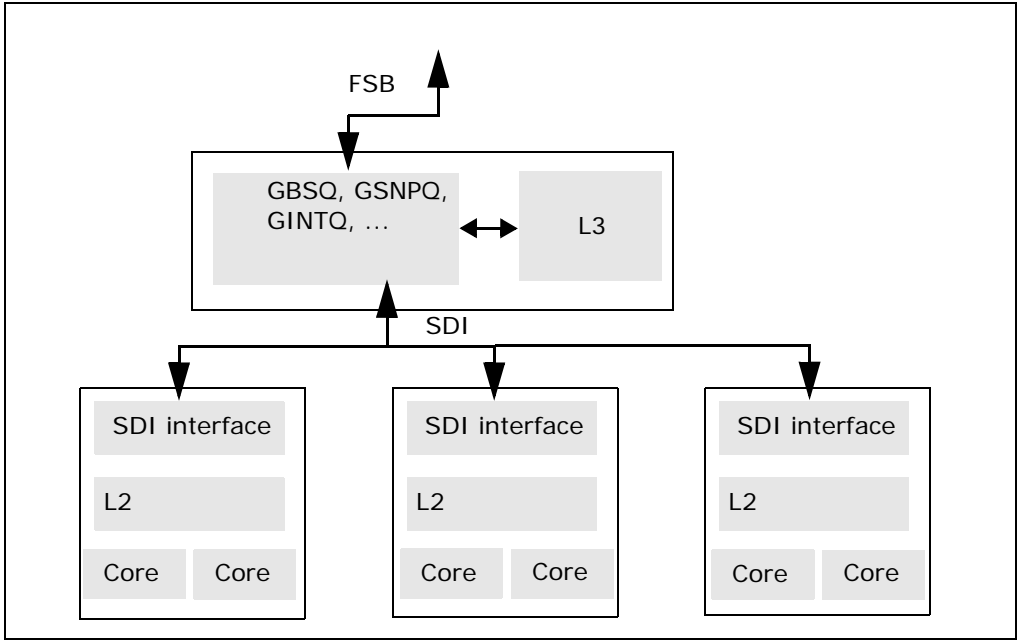 FSB
GBSQ, GSNPQ,
GINTQ, ...
L3
SDI
SDI interface
SDI interface
SDI interface
L2
L2
L2
Core
Core
Core
Core
Core
Core